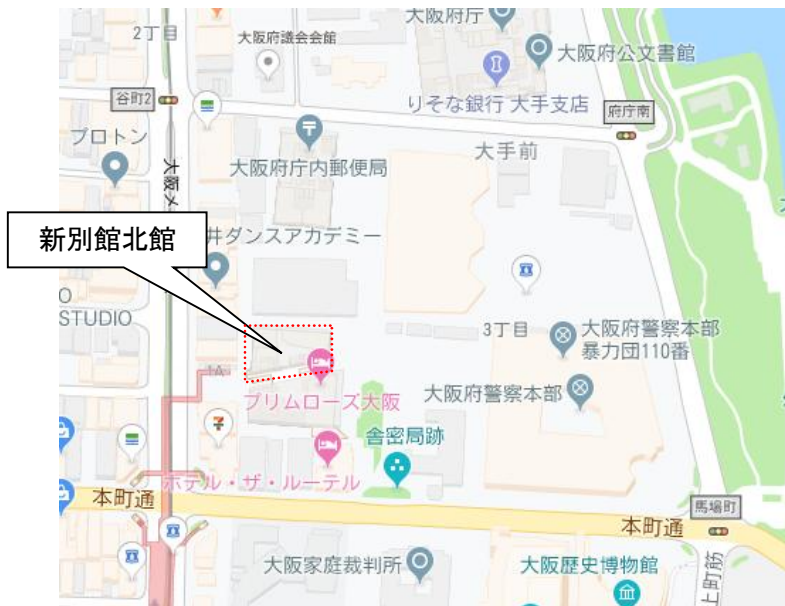 大阪府庁
2丁目
大阪府議会会館
大阪府公文書館
谷町2
りそな銀行 大手支店
府庁南
プロトン
大手前
大阪府庁内郵便局
大阪メ
新別館北館
井ダンスアカデミー
O
STUDIO
3丁目
大阪府警察本部
暴力団110番
1A
プリムローズ大阪
大阪府警察本部
舎密局跡
ホテル・ザ・ルーテル
本町通
馬場町
本町通
大阪家庭裁判所
大阪歴史博物館
上町筋